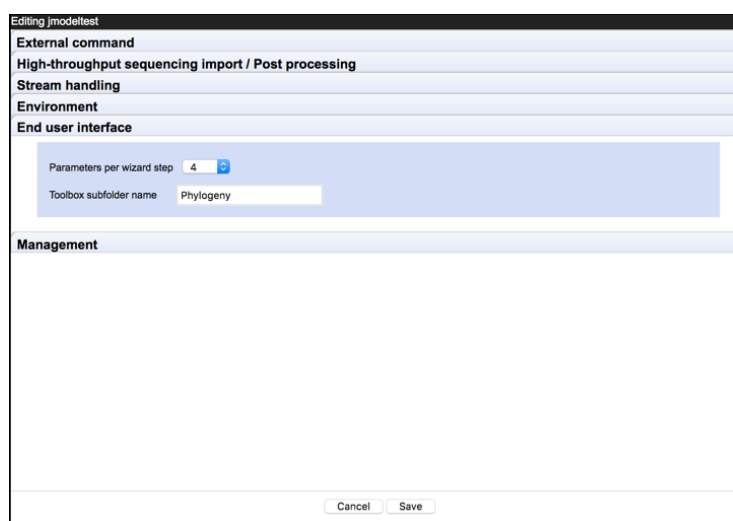 Editing jmodeltest
External command
High-throughput sequencing import / Post processing
Stream handling
Environment
End user interface
Parameters per wizard step 4
Toolbox subfolder name Phylogeny
Management
Cancel Save